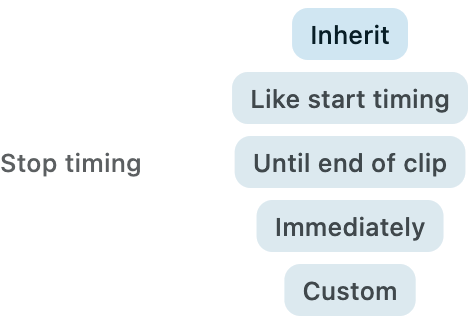 Inherit
Like start timing
Stop timing
Until end of clip
Immediately
Custom